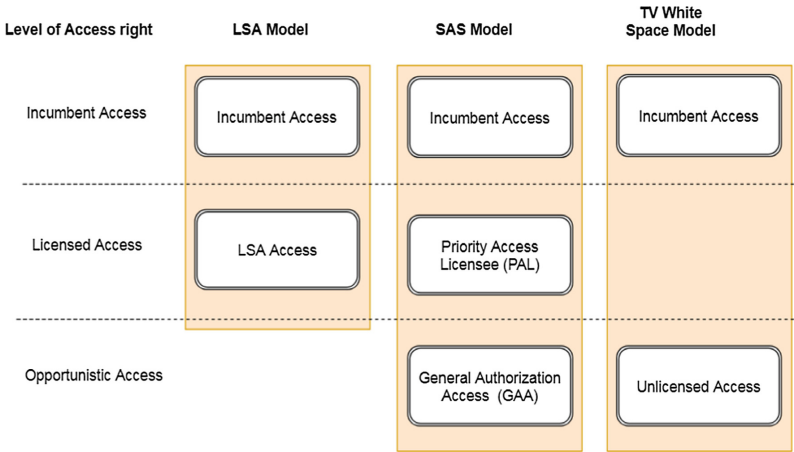 Level of Access right
LSA Model
SAS Model
TV White
Space Model
Incumbent Access
Incumbent Access
Incumbent Access
Incumbent Access
Licensed Access
LSA Access
Priority Access
Licensee (PAL)
Opportunistic Access
General Authorization
Access (GAA)
Unlicensed Access